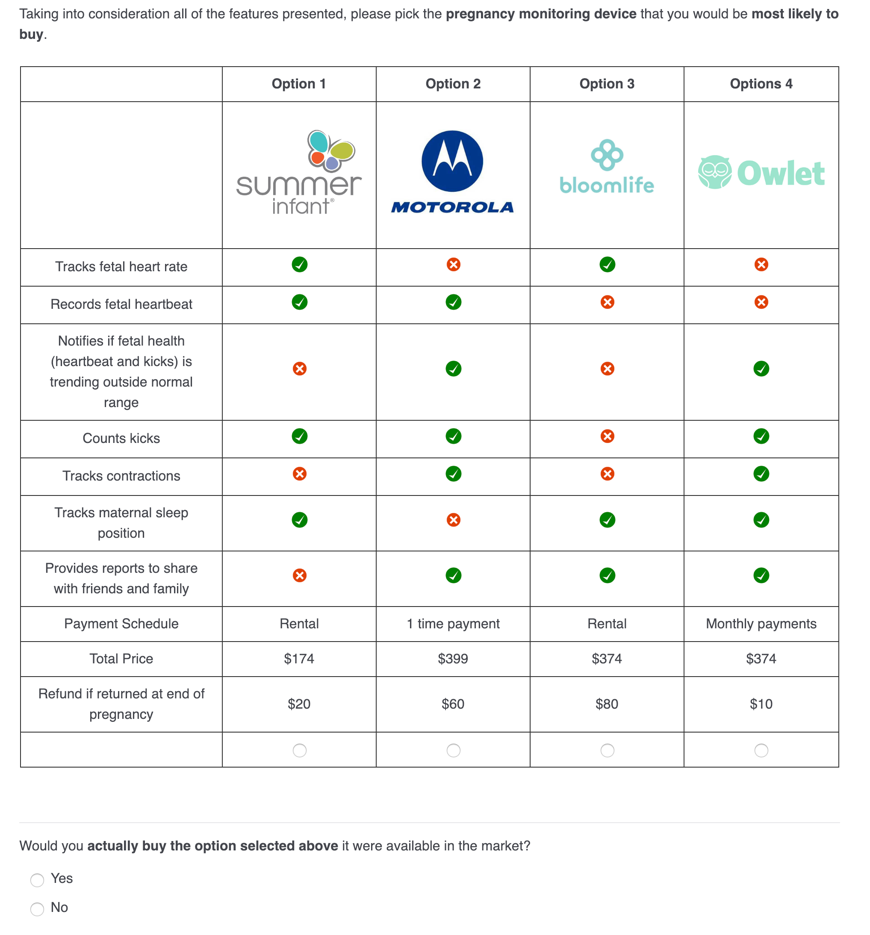 Taking into consideration all of the features presented, please pick the pregnancy monitoring device that you would be most likely to
buy.
Option 1 Option 2 Option 3 Options 4
summer
infant®
MOTOROLA
bloomlife
Owlet
Tracks fetal heart rate
Records fetal heartbeat
Notifies if fetal health
(heartbeat and kicks) is
trending outside normal
range
Counts kicks
Tracks contractions
Tracks maternal sleep
position
Provides reports to share
with friends and family
Payment Schedule Rental 1 time payment Rental Monthly payments
Total Price $174 $399 $374 $374
Refund if returned at end of
pregnancy
$20 $60 $80 $10
Would you actually buy the option selected above it were available in the market?
Yes
No